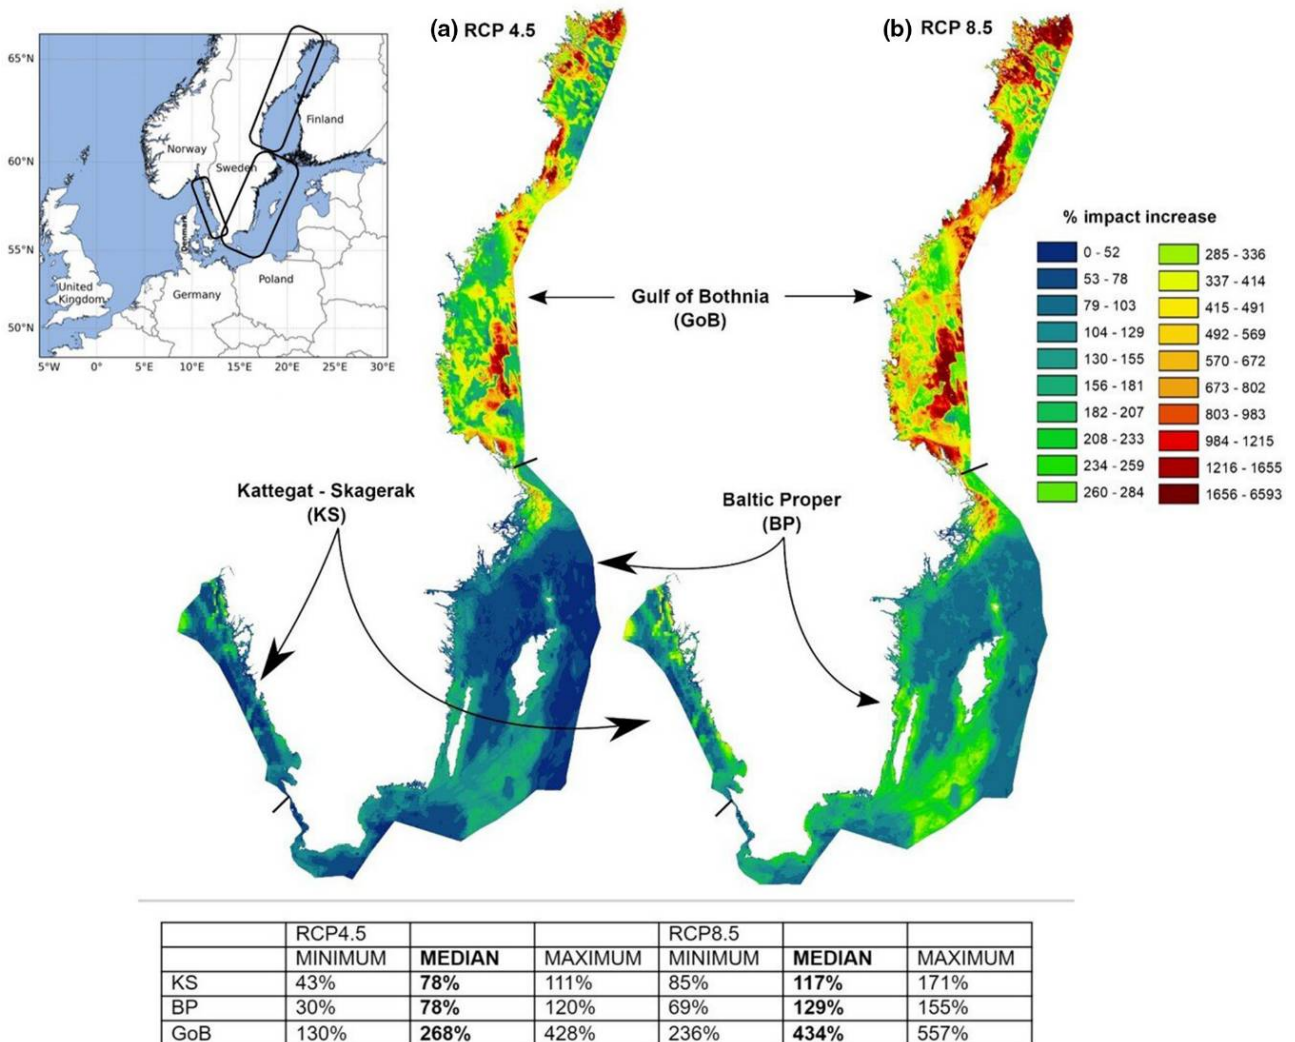 (a) RCP 4.5
(b) RCP 8.5
65°N
60°N
55°N
50°N
5°W 0° 5°E 10°E 15°E 20°E 25°E 30°E
Norway
Sweden
Finland
Denmark
United
Kingdom
Germany
Poland
% impact increase
0 - 52
53 - 78
79 - 103
104 - 129
130 - 155
156 - 181
182 - 207
208 - 233
234 - 259
260 - 284
285 - 336
337 - 414
415 - 491
492 - 569
570 - 672
673 - 802
803 - 983
984 - 1215
1216 - 1655
1656 - 6593
Gulf of Bothnia
(GoB)
Kattegat - Skagerak
(KS)
Baltic Proper
(BP)
RCP4.5 RCP8.5
MINIMUM MEDIAN MAXIMUM MINIMUM MEDIAN MAXIMUM
KS 43% 78% 111% 85% 117% 171%
BP 30% 78% 120% 69% 129% 155%
GoB 130% 268% 428% 236% 434% 557%